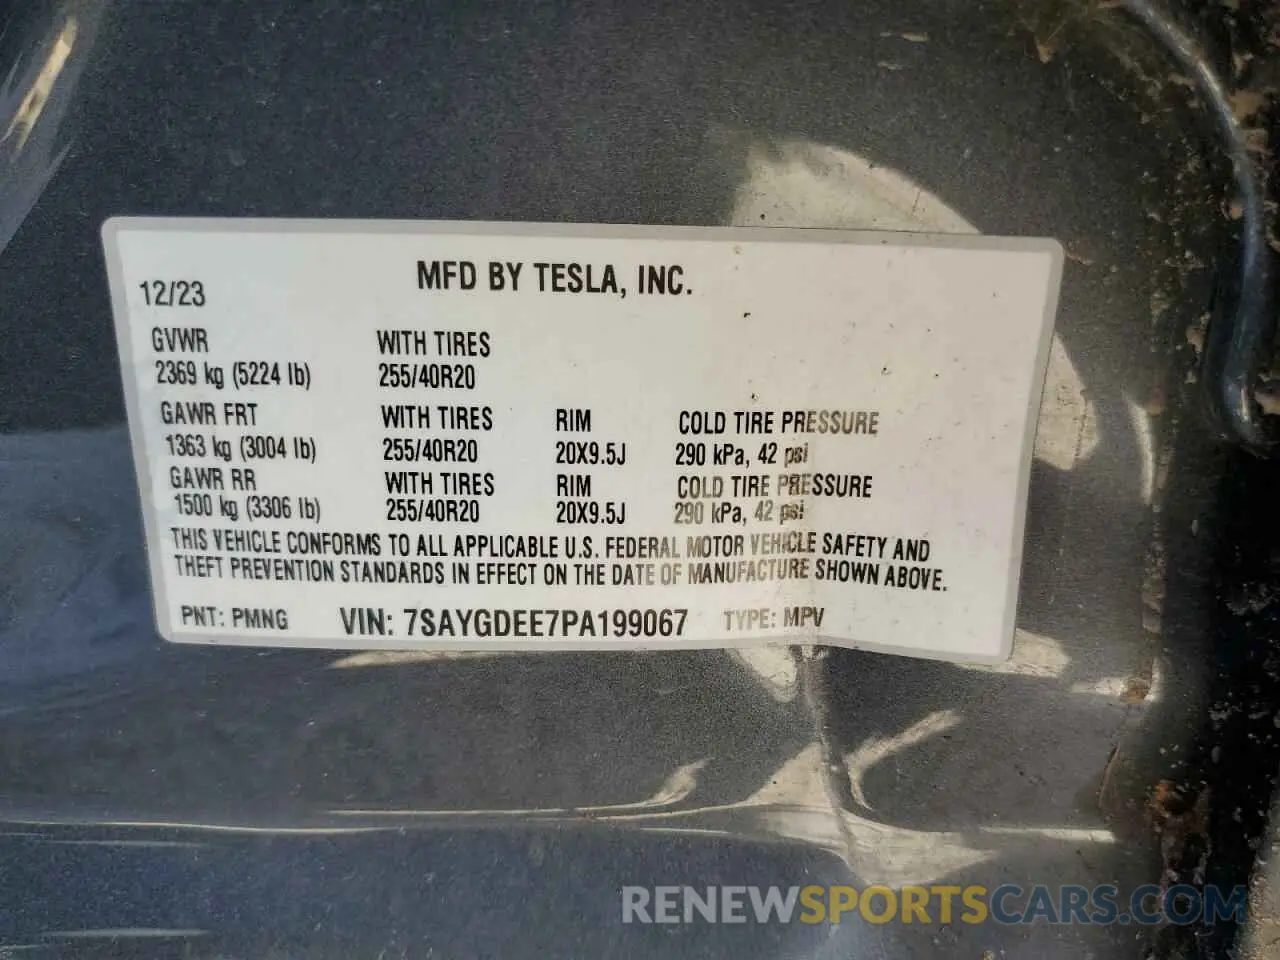 MFD BY TESLA, INC.
12/23
GVWR WITH TIRES
2369 kg (5224 lb) 255/40R20
GAWR FRT WITH TIRES RIM COLD TIRE PRESSURE
1363 kg (3004 lb) 255/40R20 20X9.5J 290 kPa, 42 psi
GAWR RR WITH TIRES RIM COLD TIRE PRESSURE
1500 kg (3306 lb) 255/40R20 20X9.5J 290 kPa, 42 psi
THIS VEHICLE CONFORMS TO ALL APPLICABLE U.S. FEDERAL MOTOR VEHICLE SAFETY AND
THEFT PREVENTION STANDARDS IN EFFECT ON THE DATE OF MANUFACTURE SHOWN ABOVE.
PNT: PMNG VIN: 7SAYGDEE7PA199067 TYPE: MPV
RENEWSPORTSCARS.COM